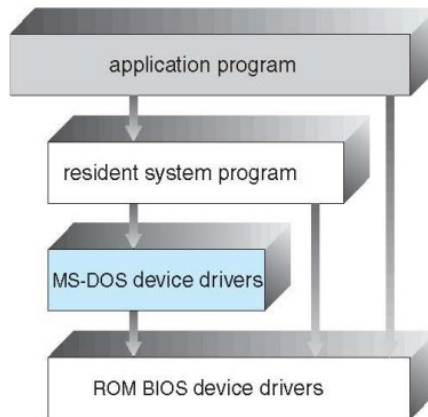 application program
resident system program
MS-DOS device drivers
ROM BIOS device drivers